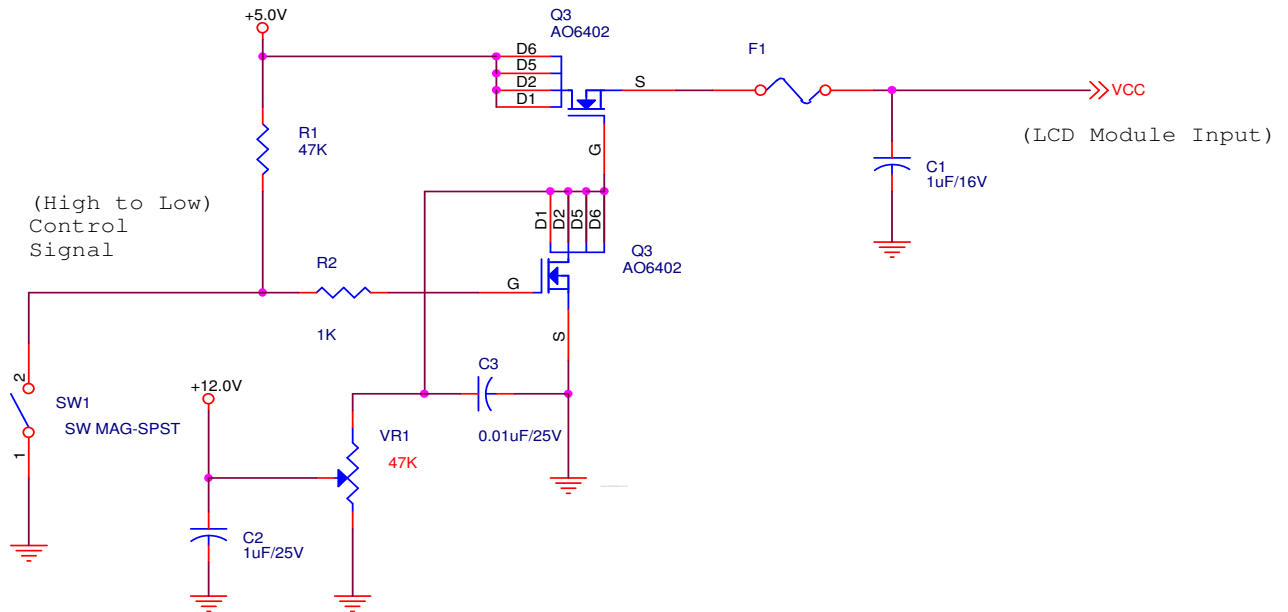 +5.0V
Q3
AO6402
F1
D6
D5
D2
D1
S
VCC
(LCD Module Input)
R1
47K
G
C1
1uF/16V
(High to Low)
Control
Signal
D1
D2
D5
D6
Q3
AO6402
R2
G
1K
S
C3
2
+12.0V
SW1
SW MAG-SPST
VR1
0.01uF/25V
1
47K
C2
1uF/25V